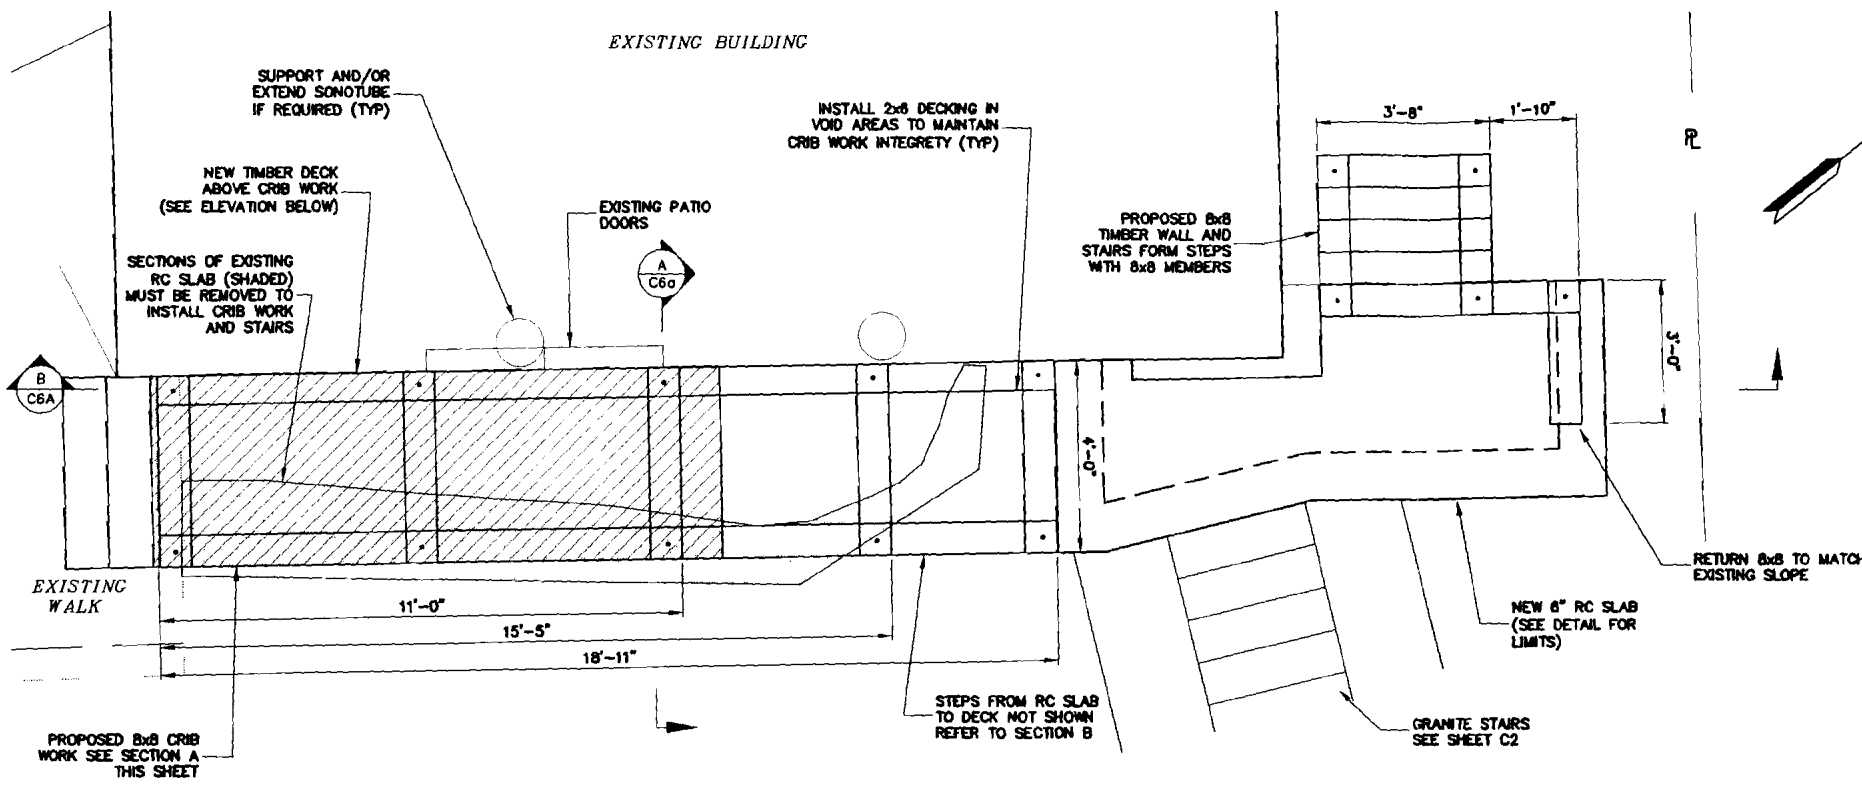 EXISTING BUILDING
SUPPORT AND/OR
EXTEND SONOTUBE
IF REQUIRED (TYP)
INSTALL 2x6 DECKING IN
VOID AREAS TO MAINTAIN
CRIB WORK INTEGRETY (TYP)
3'-8"
1'-10"
PL
NEW TIMBER DECK
ABOVE CRIB WORK
(SEE ELEVATION BELOW)
EXISTING PATIO
DOORS
PROPOSED 8x8
TIMBER WALL AND
STAIRS FORM STEPS
WITH 8x8 MEMBERS
SECTIONS OF EXISTING
RC SLAB (SHADED)
MUST BE REMOVED TO
INSTALL CRIB WORK
AND STAIRS
A
C6a
B
C6A
3'-0"
4'-0"
EXISTING
WALK
11'-0"
15'-5"
18'-11"
RETURN 8x8 TO MATCH
EXISTING SLOPE
NEW 6" RC SLAB
(SEE DETAIL FOR
LIMITS)
STEPS FROM RC SLAB
TO DECK NOT SHOWN
REFER TO SECTION B
GRANITE STAIRS
SEE SHEET C2
PROPOSED 8x8 CRIB
WORK SEE SECTION A
THIS SHEET